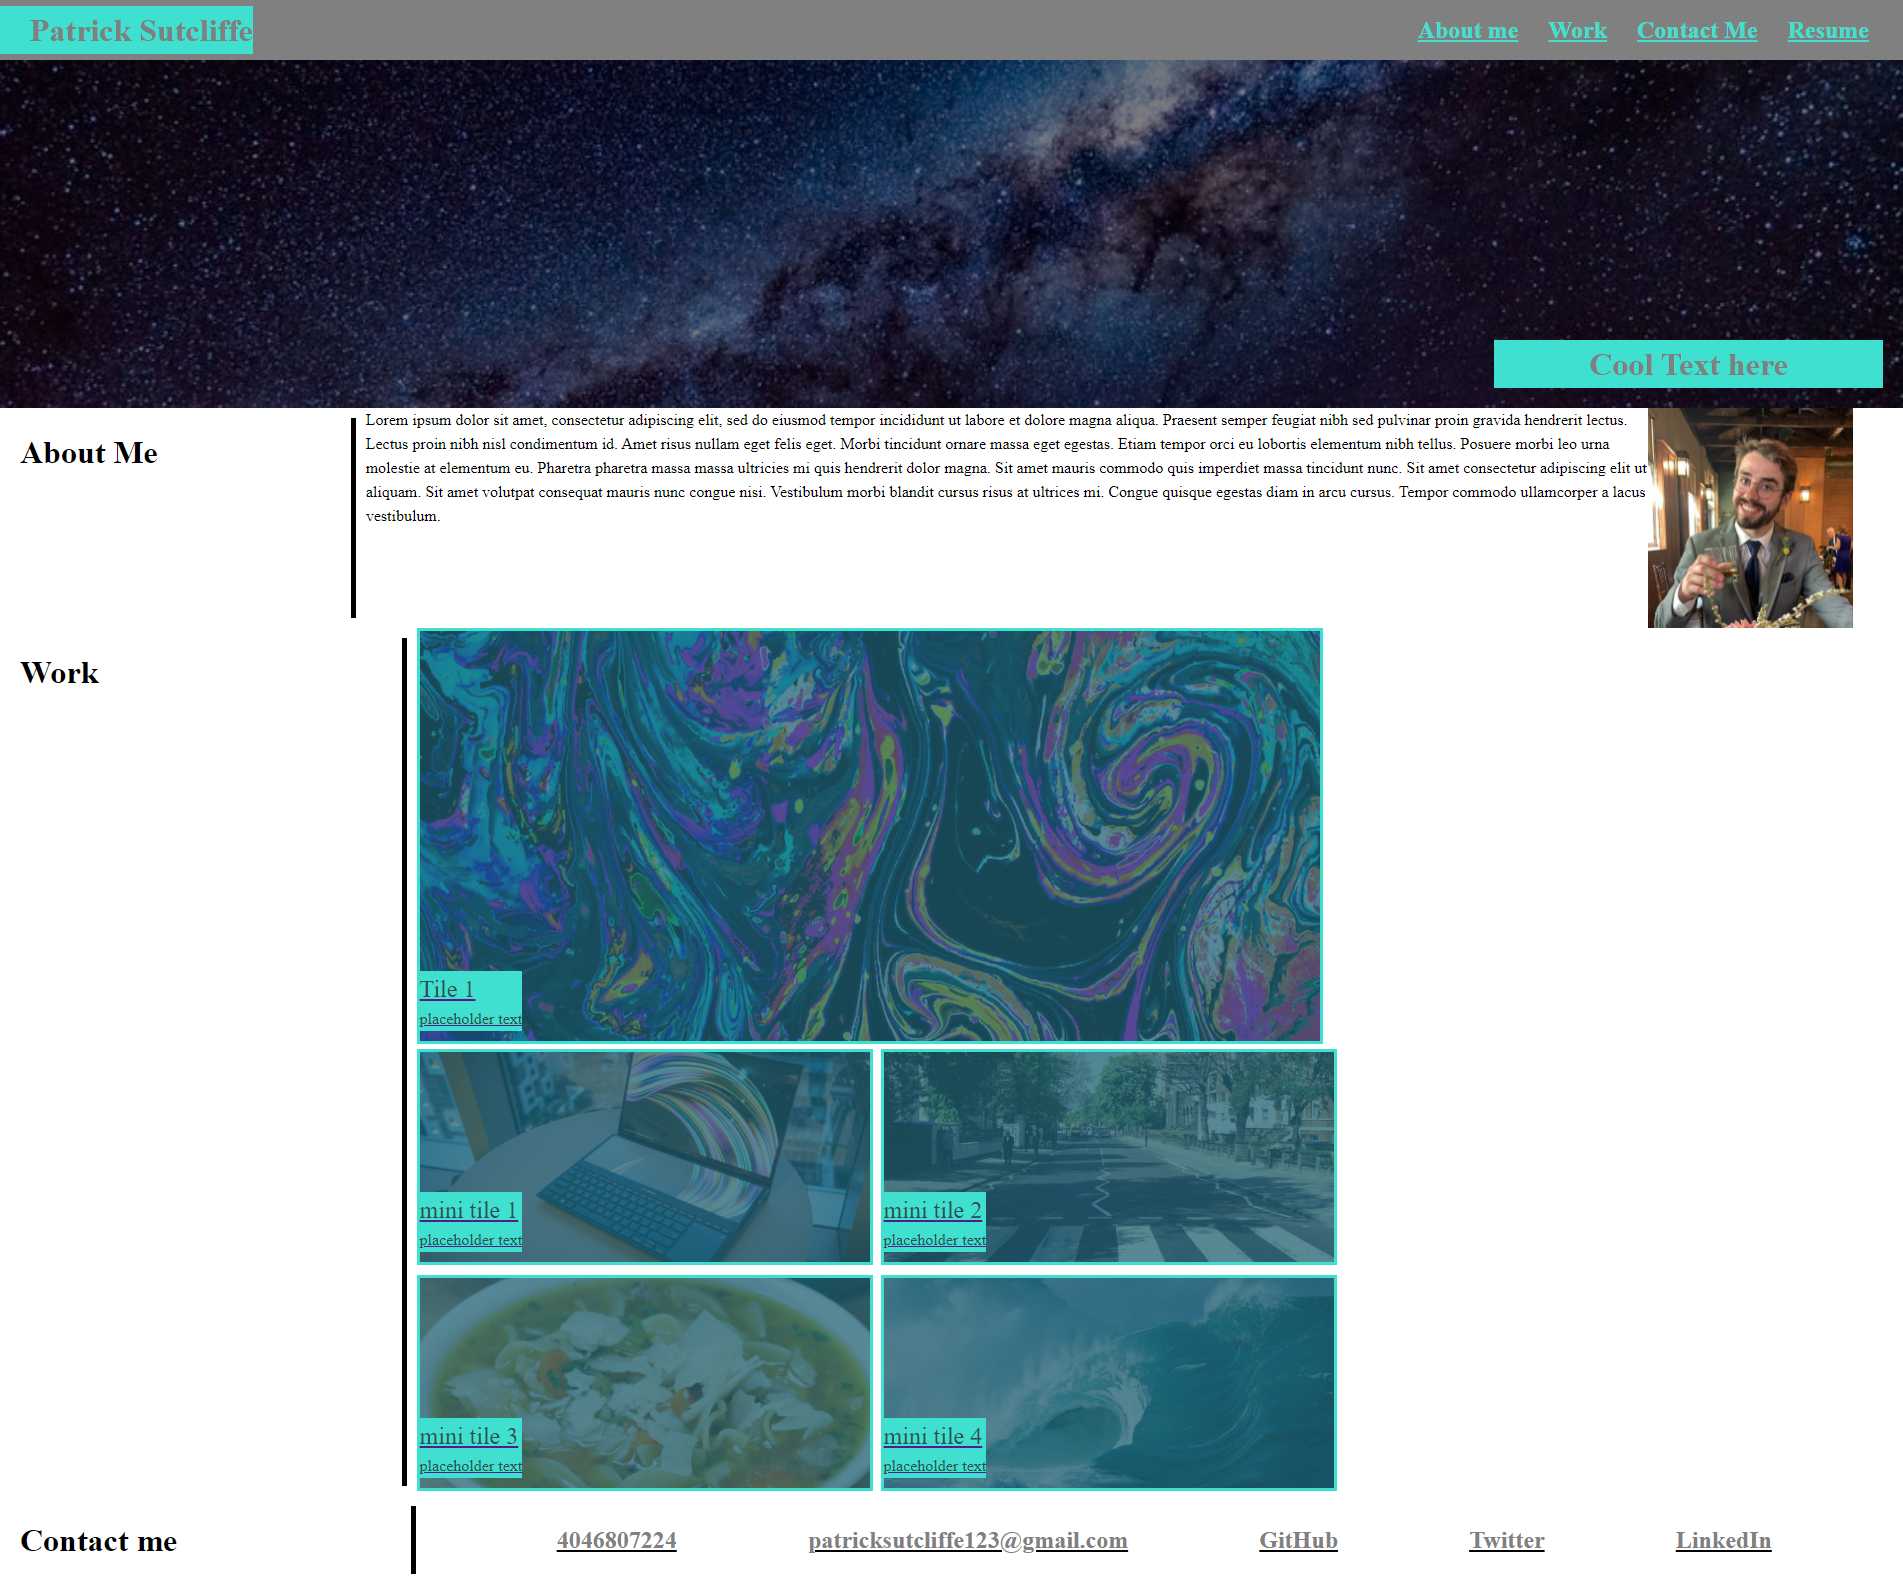 Patrick Sutcliffe
About me Work Contact Me Resume
Cool Text here
About Me
Lorem ipsum dolor sit amet, consectetur adipiscing elit, sed do eiusmod tempor incididunt ut labore et dolore magna aliqua. Praesent semper feugiat nibh sed pulvinar proin gravida hendrerit lectus.
Lectus proin nibh nisl condimentum id. Amet risus nullam eget felis eget. Morbi tincidunt ornare massa eget egestas. Etiam tempor orci eu lobortis elementum nibh tellus. Posuere morbi leo urna
molestie at elementum eu. Pharetra pharetra massa massa ultricies mi quis hendrerit dolor magna. Sit amet mauris commodo quis imperdiet massa tincidunt nunc. Sit amet consectetur adipiscing elit ut
aliquam. Sit amet volutpat consequat mauris nunc congue nisi. Vestibulum morbi blandit cursus risus at ultrices mi. Congue quisque egestas diam in arcu cursus. Tempor commodo ullamcorper a lacus
vestibulum.
Work
Tile 1
placeholder text
mini tile 1
placeholder text
mini tile 2
placeholder text
mini tile 3
placeholder text
mini tile 4
placeholder text
Contact me
4046807224 patricksutcliffe123@gmail.com GitHub Twitter LinkedIn